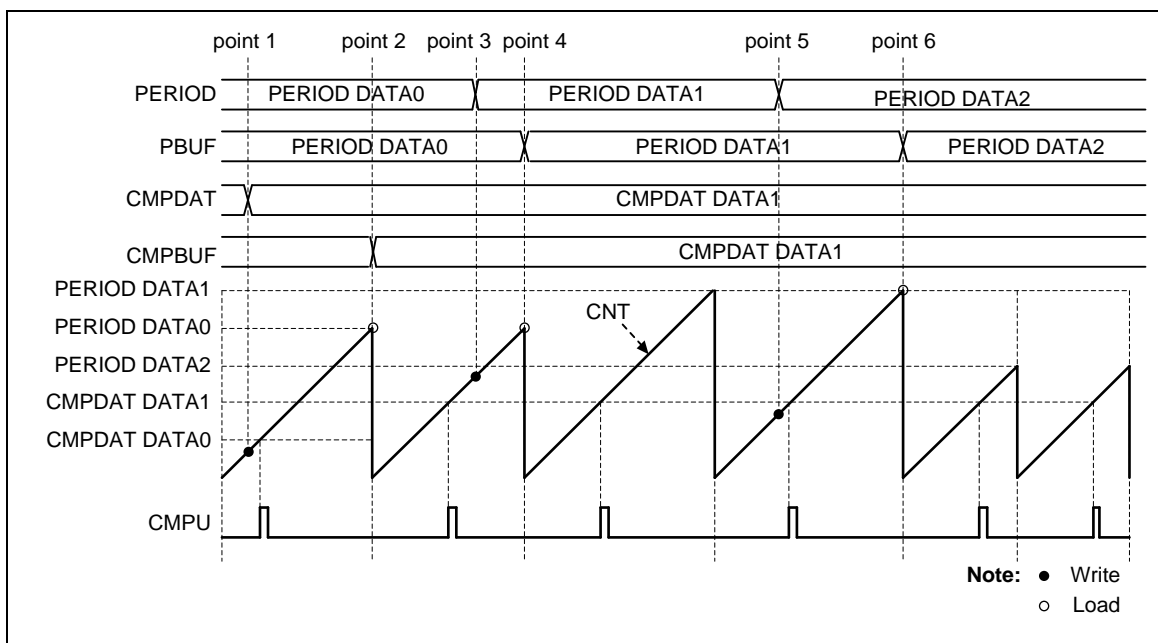 point 1 point 2 point 3 point 4 point 5 point 6
PERIOD PERIOD DATA0 PERIOD DATA1 PERIOD DATA2
PBUF PERIOD DATA0 PERIOD DATA1 PERIOD DATA2
CMPDAT CMPDAT DATA1
CMPBUF CMPDAT DATA1
PERIOD DATA1
CNT
PERIOD DATA0
PERIOD DATA2
CMPDAT DATA1
CMPDAT DATA0
CMPU
Note: Write
Load